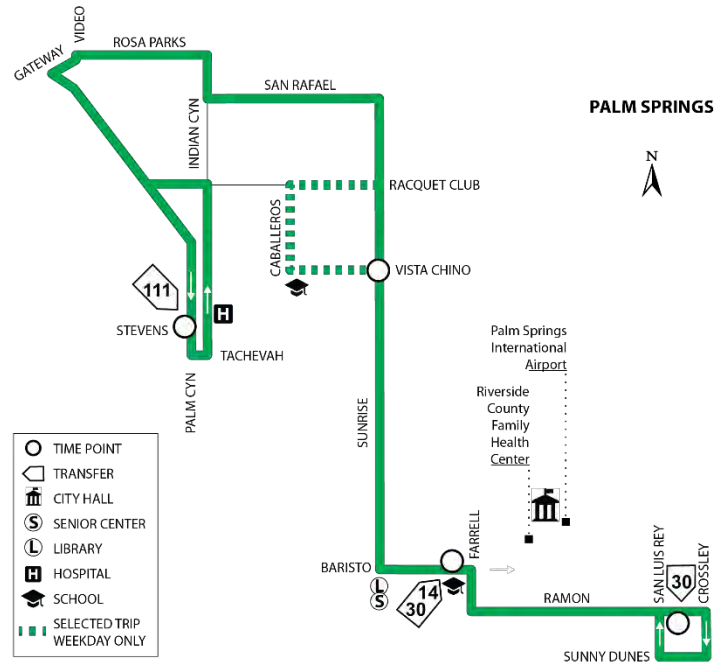 VIDEO
ROSA PARKS
GATEWAY
SAN RAFAEL
PALM SPRINGS
INDIAN CYN
N
RACQUET CLUB
CABALLEROS
VISTA CHINO
111
H
STEVENS
TACHEVAH
PALM CYN
Palm Springs
International
Airport
Riverside
County
Family
Health
Center
SUNRISE
TIME POINT
TRANSFER
CITY HALL
S SENIOR CENTER
L LIBRARY
H HOSPITAL
SCHOOL
SELECTED TRIP
WEEKDAY ONLY
BARISTO
FARRELL
L
S
14
30
RAMON
SAN LUIS REY
30
CROSSLEY
SUNNY DUNES